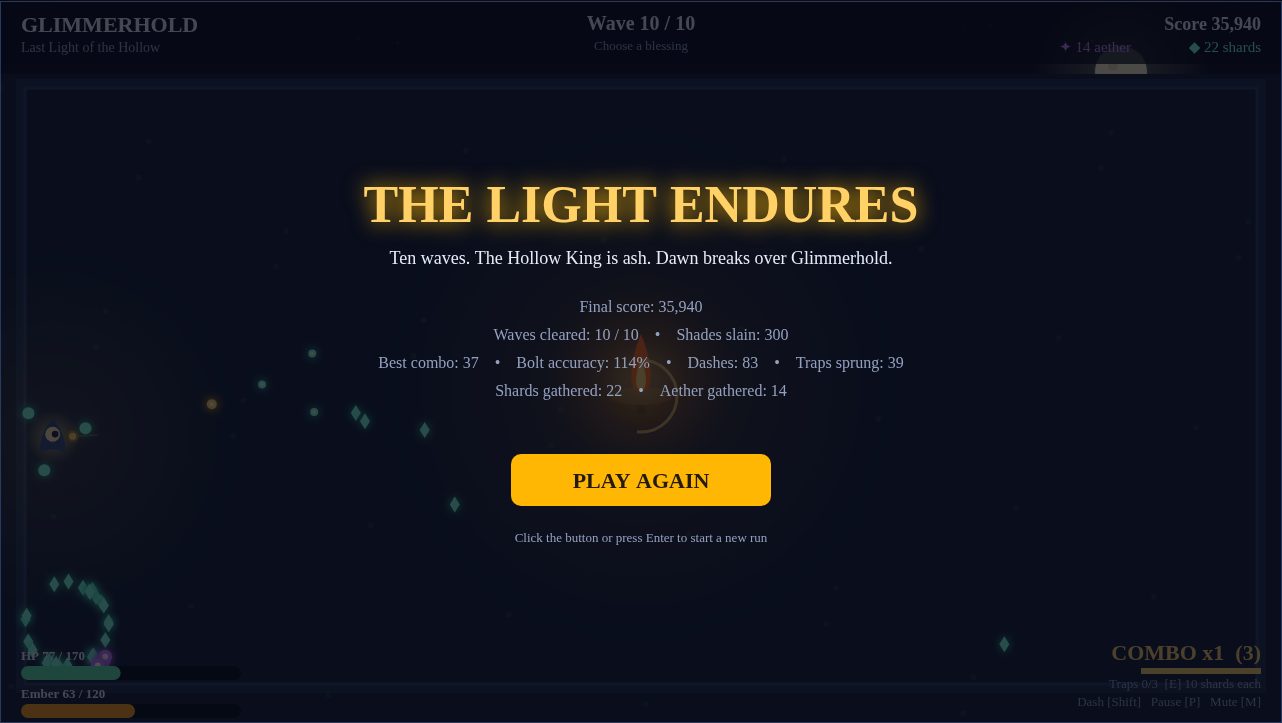 GLIMMERHOLD
Last Light of the Hollow
Wave 10 / 10
Choose a blessing
Score 35,940
✦ 14 aether ◆ 22 shards
THE LIGHT ENDURES
Ten waves. The Hollow King is ash. Dawn breaks over Glimmerhold.
Final score: 35,940
Waves cleared: 10 / 10 • Shades slain: 300
Best combo: 37 • Bolt accuracy: 114% • Dashes: 83 • Traps sprung: 39
Shards gathered: 22 • Aether gathered: 14
PLAY AGAIN
Click the button or press Enter to start a new run
HP 77 / 170
Ember 63 / 120
COMBO x1 (3)
Traps 0/3 [E] 10 shards each
Dash [Shift] Pause [P] Mute [M]